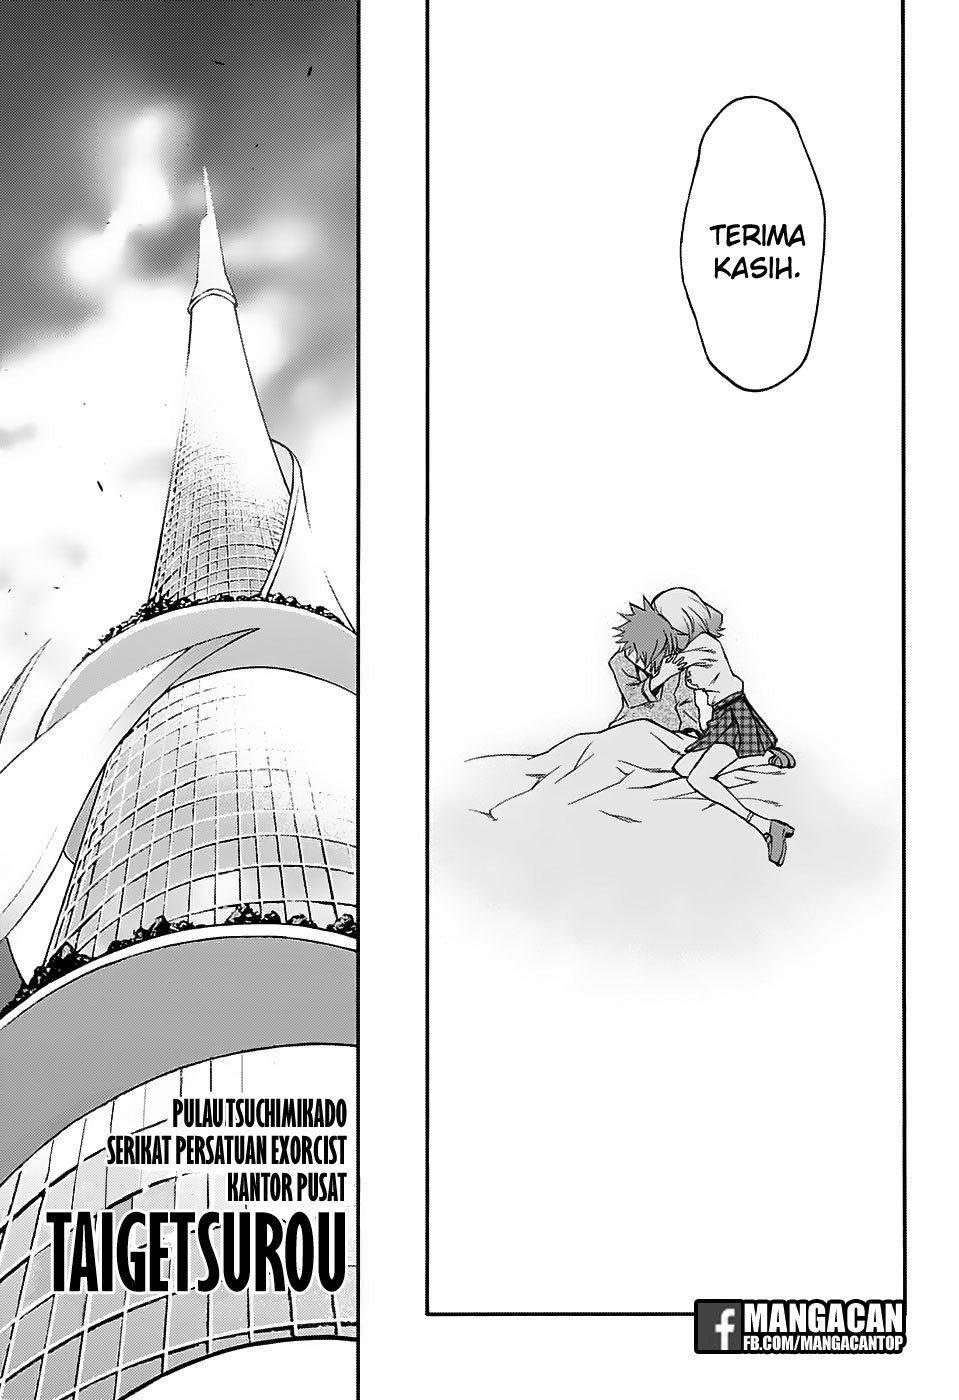 TERIMA
KASIH.
PULAU TSUCHIMIKADO
SERIKAT PERSATUAN EXORCIST
KANTOR PUSAT
TAIGETSUROU
MANGACAN
FB.COM/MANGACANTOP